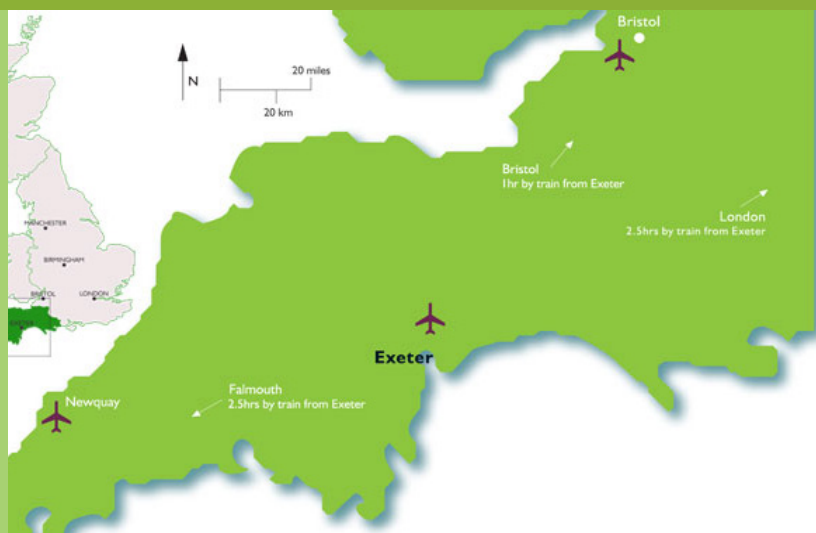 Bristol
20 miles
N
20 km
Bristol
1hr by train from Exeter
London
2.5hrs by train from Exeter
MANCHESTER
BIRMINGHAM
BRISTOL
LONDON
EXETER
Exeter
Falmouth
2.5hrs by train from Exeter
Newquay